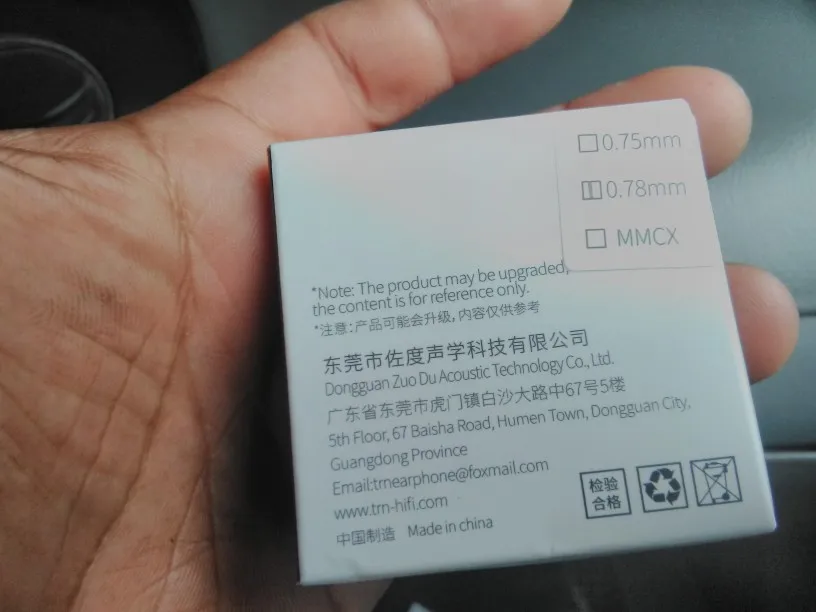 0.75mm
0.78mm
MMCX
*Note: The product may be upgraded,
the content is for reference only.
*注意：产品可能会升级，内容仅供参考
东莞市佐度声学科技有限公司
Dongguan Zuo Du Acoustic Technology Co., Ltd.
广东省东莞市虎门镇白沙大路中67号5楼
5th Floor, 67 Baisha Road, Humen Town, Dongguan City,
Guangdong Province
Email:trnearphone@foxmail.com
www.trn-hifi.com
中国制造 Made in china
检验
合格